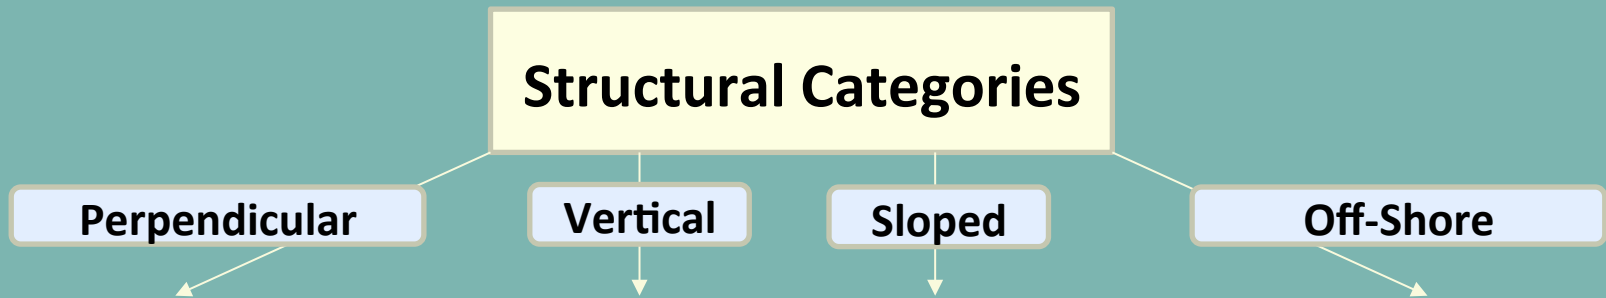 Structural Categories
Perpendicular
Vertical
Sloped
Off-Shore